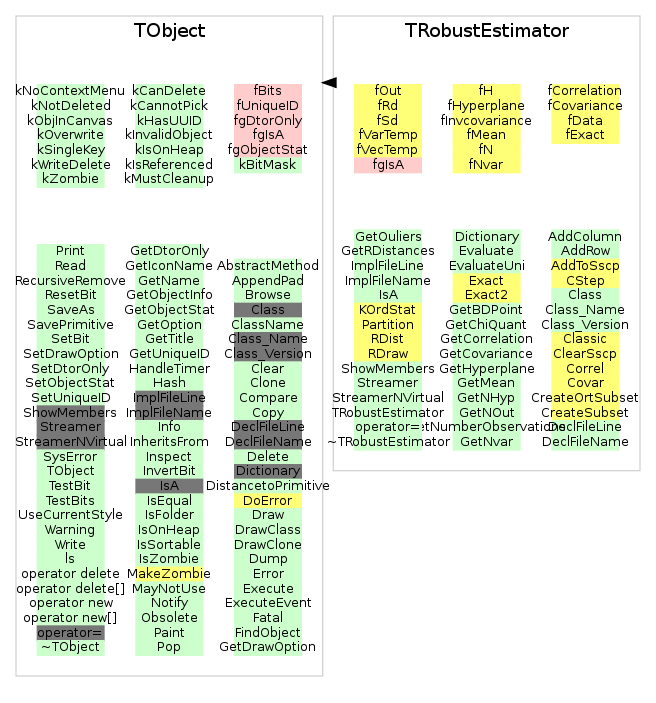 TObject
kNoContextMenu
kNotDeleted
kObjInCanvas
kOverwrite
kSingleKey
kWriteDelete
kZombie
kCanDelete
kCannotPick
kHasUUID
kInvalidObject
kIsOnHeap
kIsReferenced
kMustCleanup
fBits
fUniqueID
fgDtorOnly
fgIsA
fgObjectStat
kBitMask
Print
Read
RecursiveRemove
ResetBit
SaveAs
SavePrimitive
SetBit
SetDrawOption
SetDtorOnly
SetObjectStat
SetUniqueID
ShowMembers
Streamer
StreamerNVirtual
SysError
TObject
TestBit
TestBits
UseCurrentStyle
Warning
Write
ls
operator delete
operator delete[]
operator new
operator new[]
operator=
~TObject
GetDtorOnly
GetIconName
GetName
GetObjectInfo
GetObjectStat
GetOption
GetTitle
GetUniqueID
HandleTimer
Hash
ImplFileLine
ImplFileName
Info
InheritsFrom
Inspect
InvertBit
IsA
IsEqual
IsFolder
IsOnHeap
IsSortable
IsZombie
MakeZombie
MayNotUse
Notify
Obsolete
Paint
Pop
AbstractMethod
AppendPad
Browse
Class
ClassName
Class_Name
Class_Version
Clear
Clone
Compare
Copy
DeclFileLine
DeclFileName
Delete
Dictionary
DistancetoPrimitive
DoError
Draw
DrawClass
DrawClone
Dump
Error
Execute
ExecuteEvent
Fatal
FindObject
GetDrawOption
TRobustEstimator
fOut
fRd
fSd
fVarTemp
fVecTemp
fgIsA
fH
fHyperplane
fInvcovariance
fMean
fN
fNvar
fCorrelation
fCovariance
fData
fExact
GetOuliers
GetRDistances
ImplFileLine
ImplFileName
IsA
KOrdStat
Partition
RDist
RDraw
ShowMembers
Streamer
StreamerNVirtual
TRobustEstimator
operator=
~TRobustEstimator
Dictionary
Evaluate
EvaluateUni
Exact
Exact2
GetBDPoint
GetChiQuant
GetCorrelation
GetCovariance
GetHyperplane
GetMean
GetNHyp
GetNOut
etNumberObservations
GetNvar
AddColumn
AddRow
AddToSscp
CStep
Class
Class_Name
Class_Version
Classic
ClearSscp
Correl
Covar
CreateOrtSubset
CreateSubset
DeclFileLine
DeclFileName